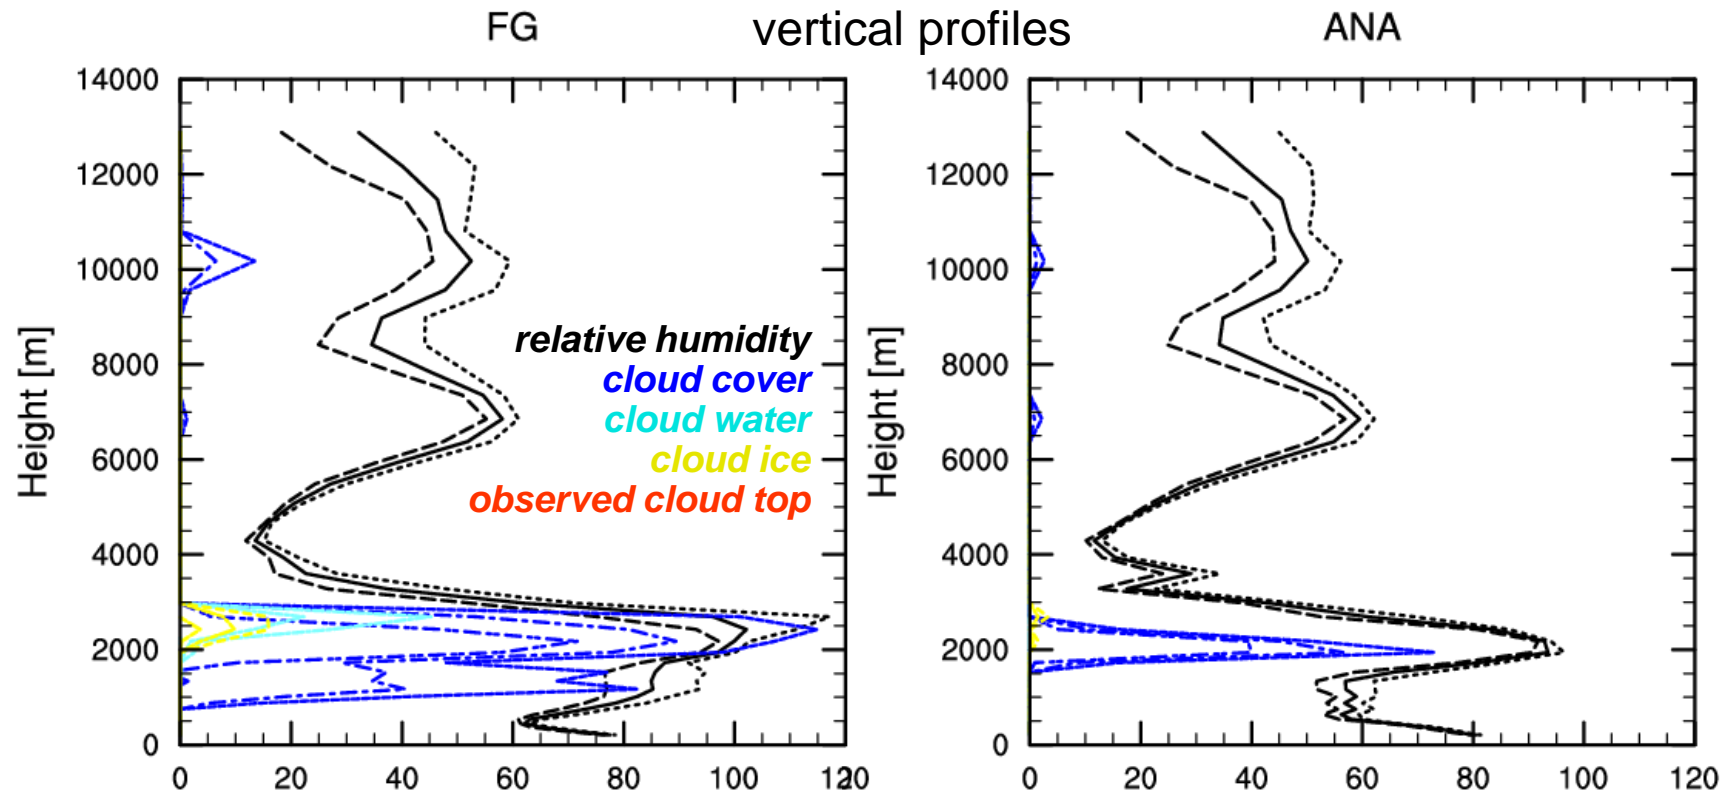 FG vertical profiles ANA
14000
12000
10000
8000
6000
4000
2000
0
Height [m]
0 20 40 60 80 100 120
relative humidity
cloud cover
cloud water
cloud ice
observed cloud top
14000
12000
10000
8000
6000
4000
2000
0
Height [m]
0 20 40 60 80 100 120